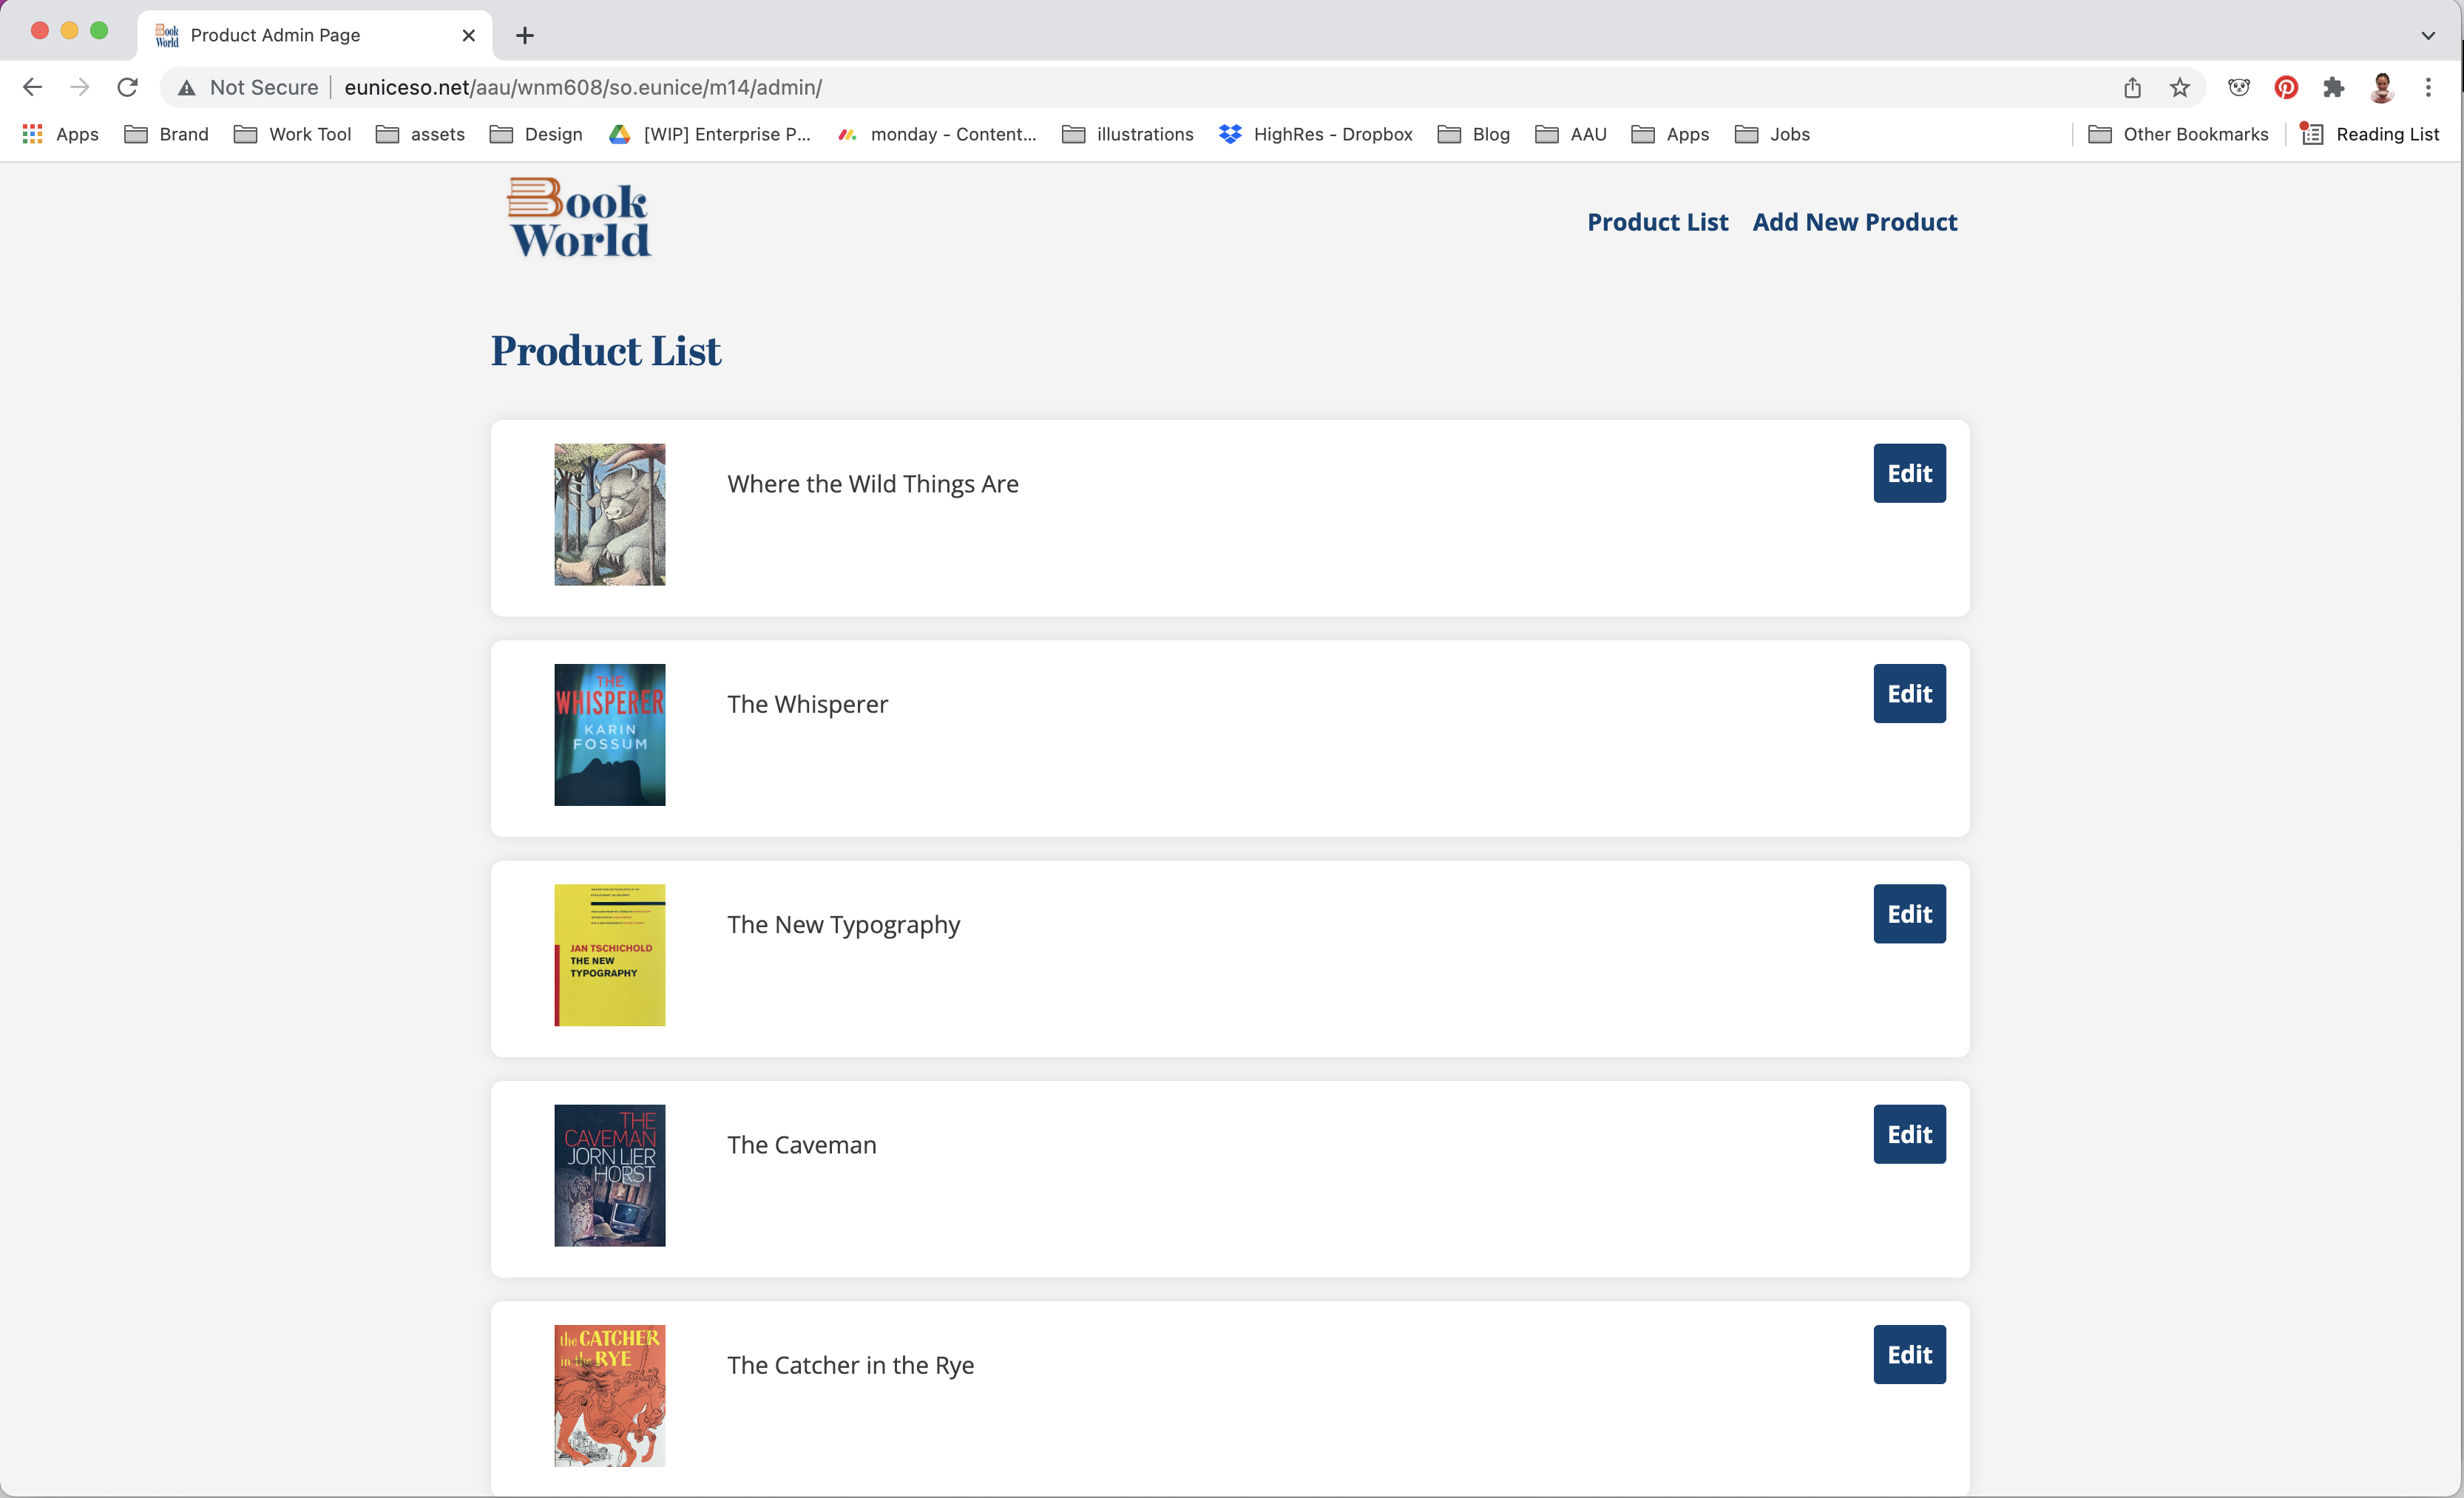 Book World
Product Admin Page
Not Secure
euniceso.net/aau/wnm608/so.eunice/m14/admin/
Apps
Brand
Work Tool
assets
Design
[WIP] Enterprise P...
monday - Content...
illustrations
HighRes - Dropbox
Blog
AAU
Apps
Jobs
Other Bookmarks
Reading List
Book
World
Product List
Add New Product
Product List
Where the Wild Things Are
Edit
THE
WHISPERER
KARIN
FOSSUM
The Whisperer
Edit
JAN TSCHICHOLD
THE NEW
TYPOGRAPHY
The New Typography
Edit
THE
CAVEMAN
JORN LIER
HORST
The Caveman
Edit
the CATCHER
in the RYE
The Catcher in the Rye
Edit